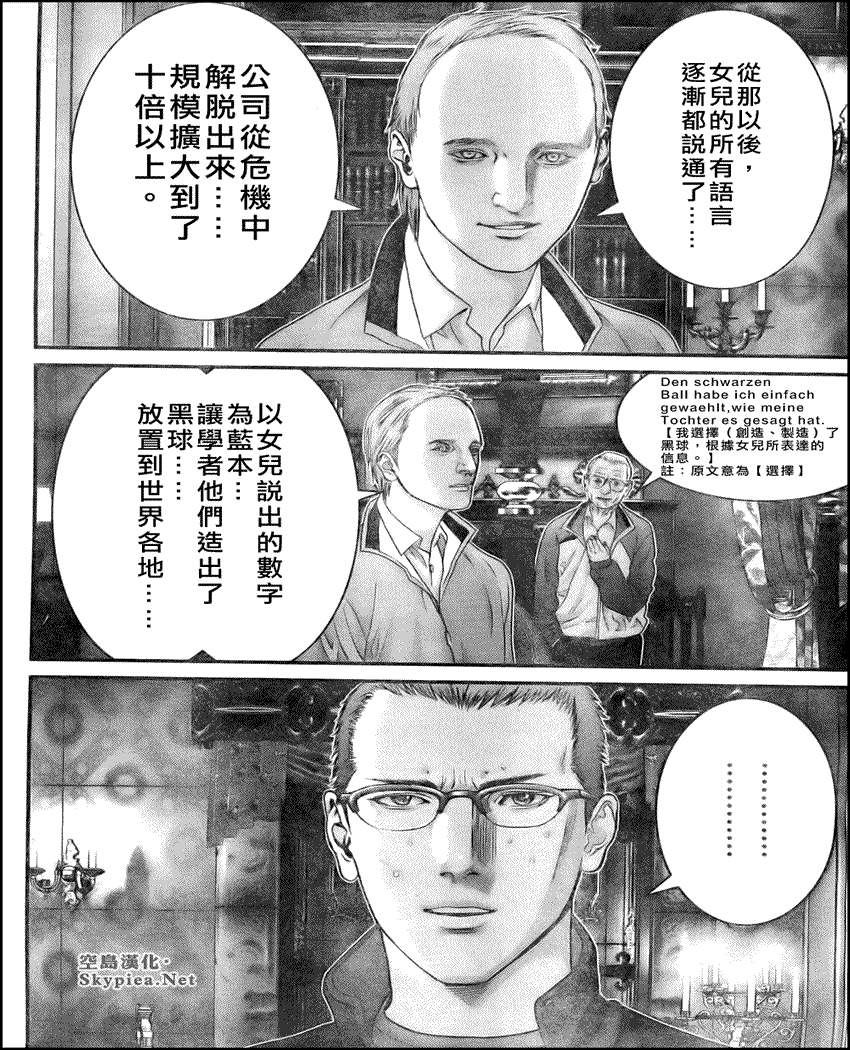 從那以後，
女兒的所有語言
逐漸都說通了……
公司從危機中
解脫出來……
規模擴大到了
十倍以上。
Den schwarzen
Ball habe ich einfach
gewaehlt,wie meine
Tochter es gesagt hat.
【我選擇（創造、製造）了
黑球，根據女兒所表達的
信息。】
註：原文意為【選擇】
以女兒說出的數字
為藍本…
讓學者他們造出了
黑球……
放置到世界各地……
…………
…………
空島漢化·
Skypiea.Net